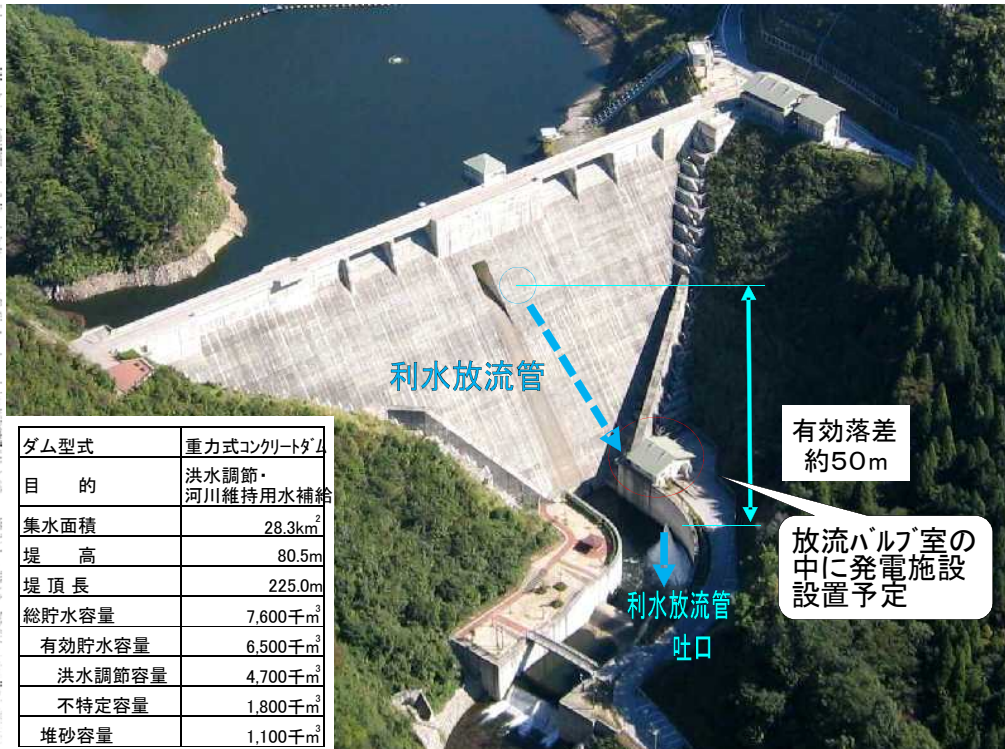 利水放流管
有効落差
約50m
放流バルブ室の
中に発電施設
設置予定
利水放流管
吐口
ダム型式 重力式コンクリートダム
目 的 洪水調節・
河川維持用水補給
集水面積 28.3km²
堤 高 80.5m
堤 頂 長 225.0m
総貯水容量 7,600千m³
有効貯水容量 6,500千m³
洪水調節容量 4,700千m³
不特定容量 1,800千m³
堆砂容量 1,100千m³